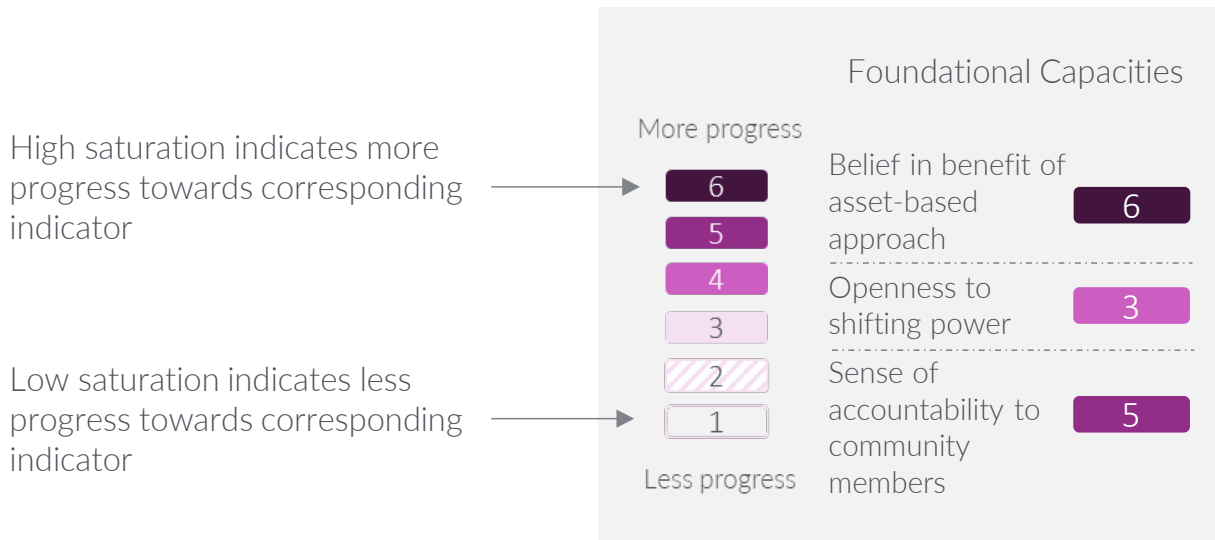 High saturation indicates more
progress towards corresponding
indicator
Low saturation indicates less
progress towards corresponding
indicator
More progress
6
5
4
3
2
1
Less progress
Foundational Capacities
Belief in benefit of
asset-based
approach
6
Openness to
shifting power
3
Sense of
accountability to
community
members
5